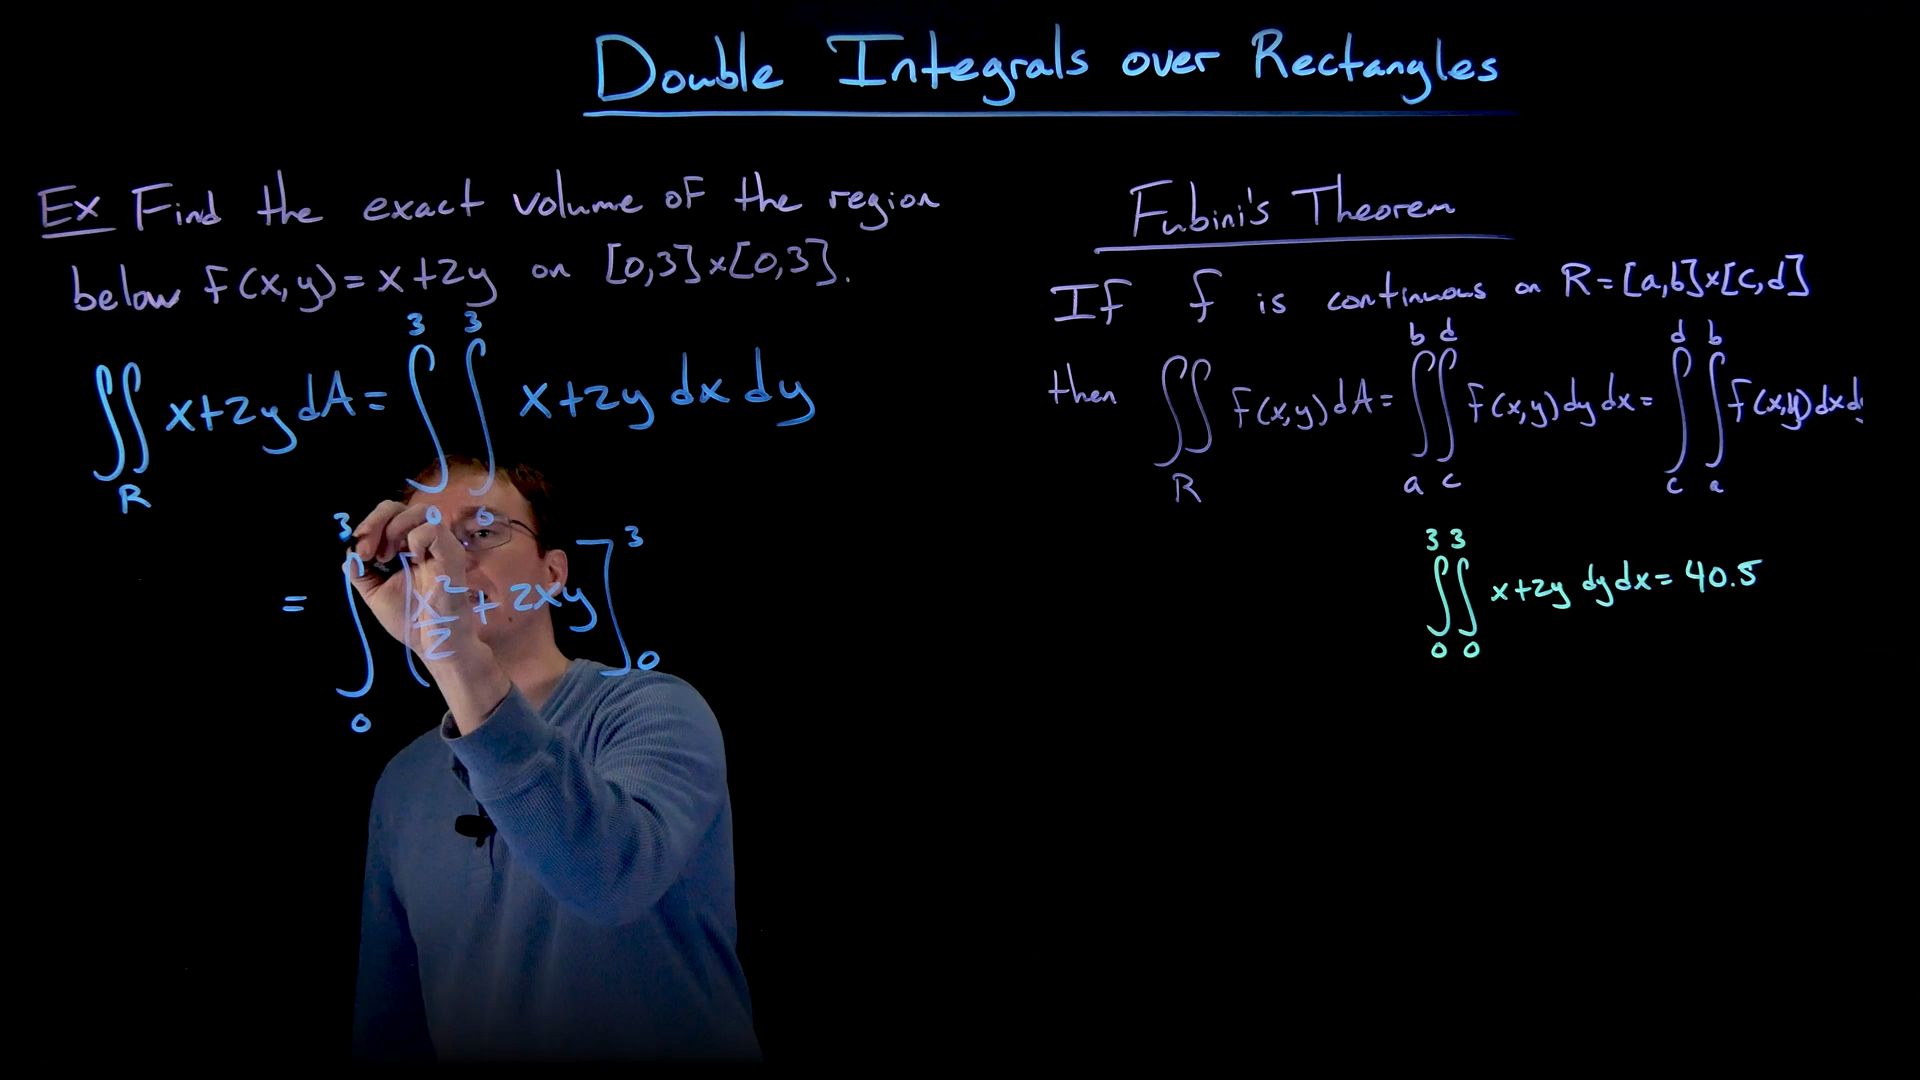 Double Integrals over Rectangles
Ex Find the exact volume of the region
below f(x,y)=x+2y on [0,3]×[0,3].
∬_R x+2y dA = ∫_0^3 ∫_0^3 x+2y dx dy
= ∫_0^3 [x²/2 + 2xy]_0^3
Fubini's Theorem
If f is continuous on R=[a,b]×[c,d]
then ∬_R f(x,y) dA = ∫_a^b ∫_c^d f(x,y) dy dx = ∫_c^d ∫_a^b f(x,y) dx d
∫_0^3 ∫_0^3 x+2y dy dx = 40.5